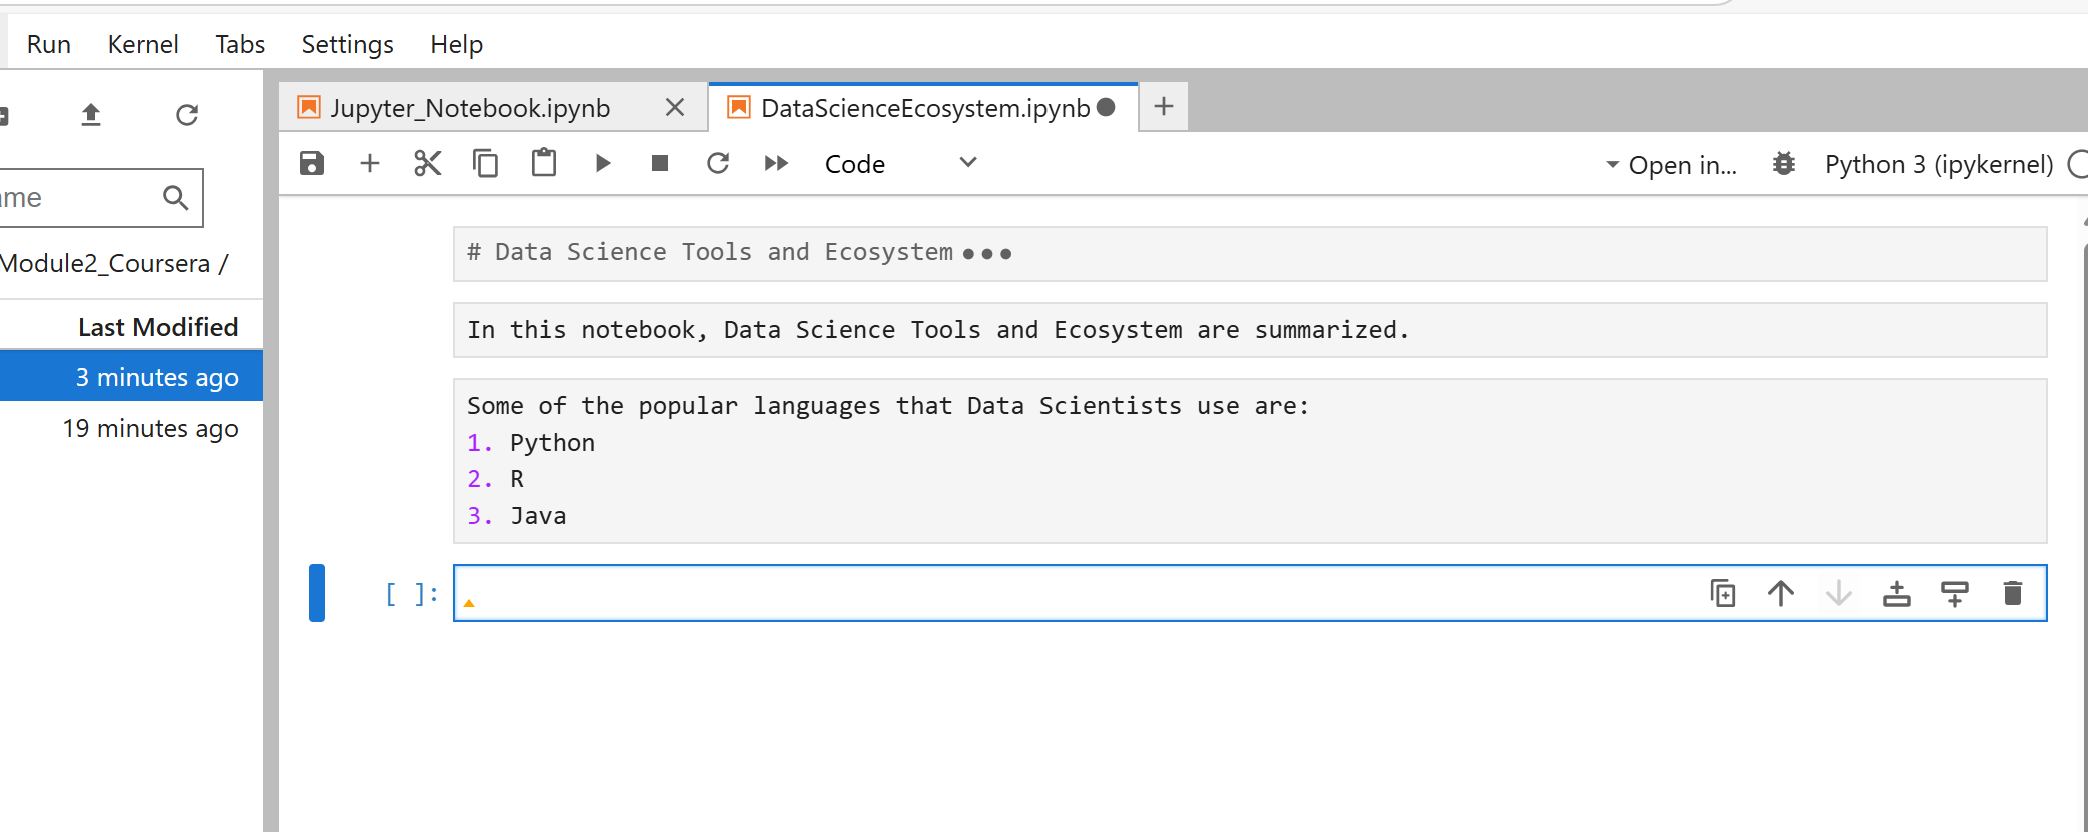 Run Kernel Tabs Settings Help
Jupyter_Notebook.ipynb DataScienceEcosystem.ipynb
Code Open in... Python 3 (ipykernel)
Module2_Coursera /
Last Modified
3 minutes ago
19 minutes ago
# Data Science Tools and Ecosystem
In this notebook, Data Science Tools and Ecosystem are summarized.
Some of the popular languages that Data Scientists use are:
1. Python
2. R
3. Java
[ ]: